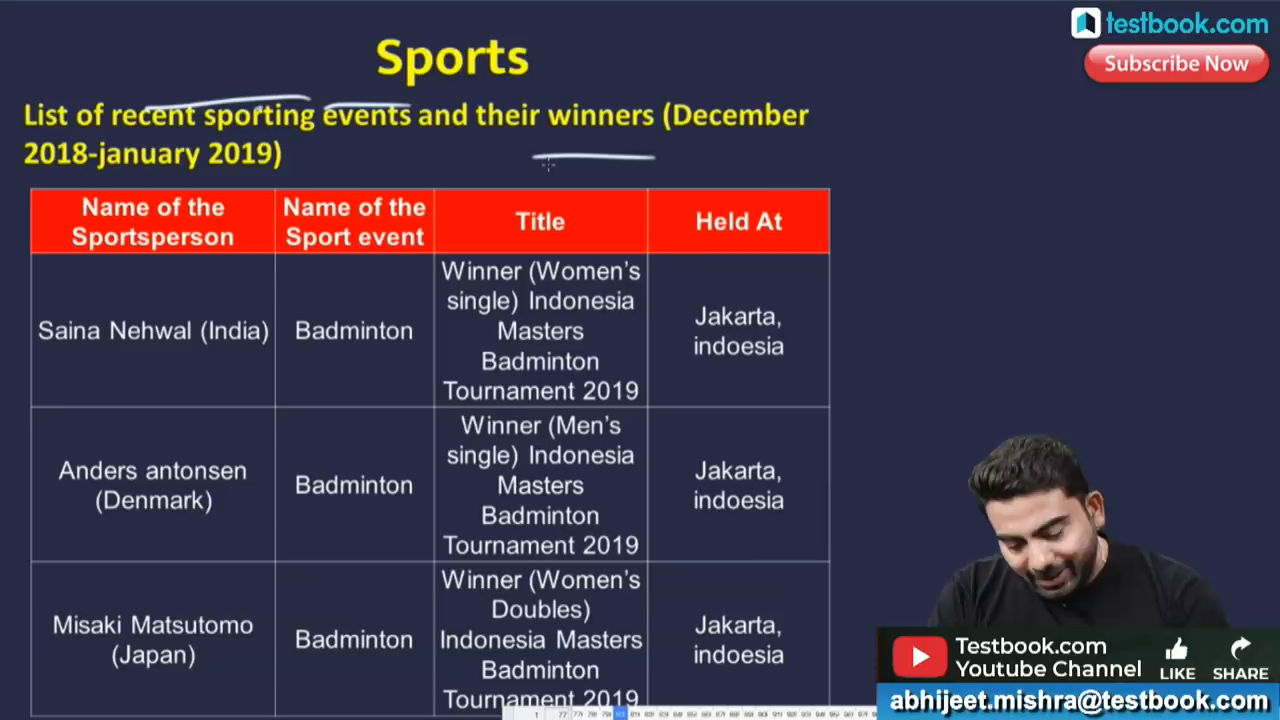 testbook.com
Subscribe Now
Sports
List of recent sporting events and their winners (December
2018-january 2019)
Name of the
Sportsperson
Name of the
Sport event
Title
Held At
Saina Nehwal (India)
Badminton
Winner (Women's
single) Indonesia
Masters
Badminton
Tournament 2019
Jakarta,
indoesia
Anders antonsen
(Denmark)
Badminton
Winner (Men's
single) Indonesia
Masters
Badminton
Tournament 2019
Jakarta,
indoesia
Misaki Matsutomo
(Japan)
Badminton
Winner (Women's
Doubles)
Indonesia Masters
Badminton
Tournament 2019
Jakarta,
indoesia
Testbook.com
Youtube Channel
LIKE
SHARE
abhijeet.mishra@testbook.com